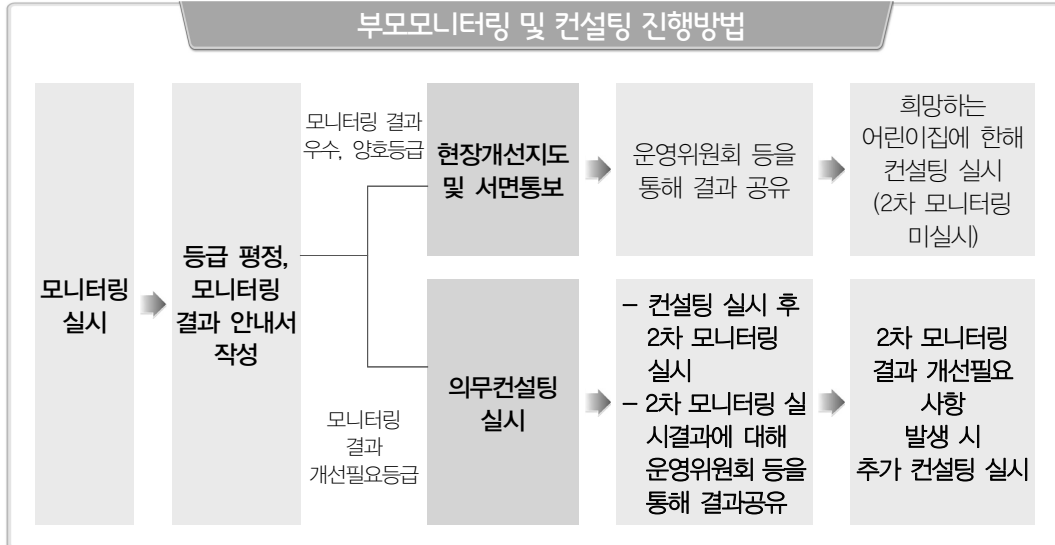 부모모니터링 및 컨설팅 진행방법
모니터링
실시
등급 평정,
모니터링
결과 안내서
작성
모니터링 결과
우수, 양호등급
현장개선지도
및 서면통보
운영위원회 등을
통해 결과 공유
희망하는
어린이집에 한해
컨설팅 실시
(2차 모니터링
미실시)
모니터링
결과
개선필요등급
의무컨설팅
실시
– 컨설팅 실시 후
2차 모니터링
실시
– 2차 모니터링 실
시결과에 대해
운영위원회 등을
통해 결과공유
2차 모니터링
결과 개선필요
사항
발생 시
추가 컨설팅 실시